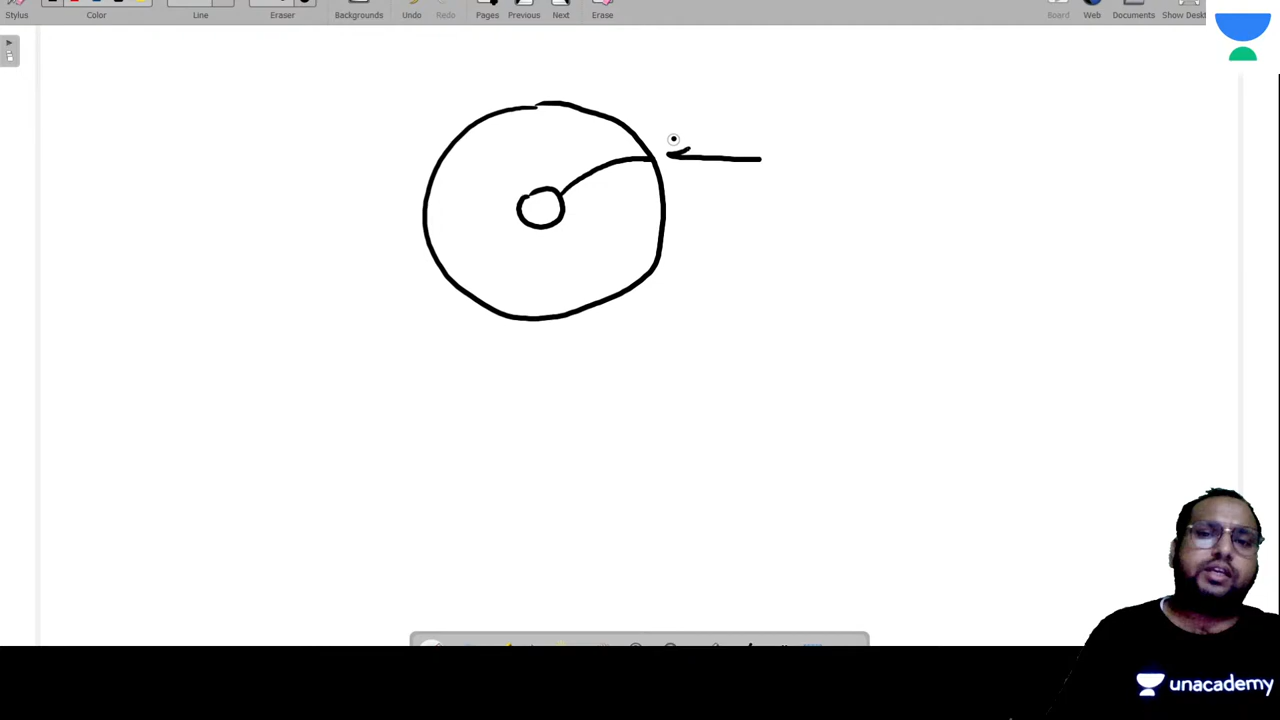 Stylus
Color
Line
Eraser
Backgrounds
Undo
Redo
Pages
Previous
Next
Erase
Board
Web
Documents
Show Desk
unacademy